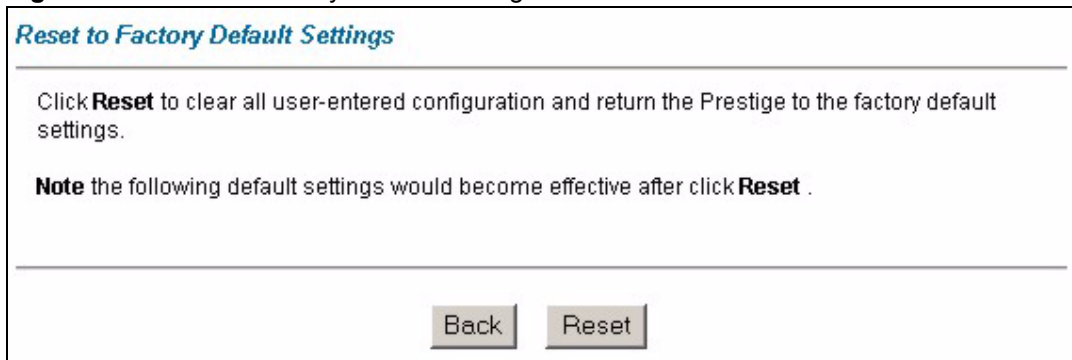 Reset to Factory Default Settings
Click Reset to clear all user-entered configuration and return the Prestige to the factory default
settings.
Note the following default settings would become effective after click Reset .
Back Reset